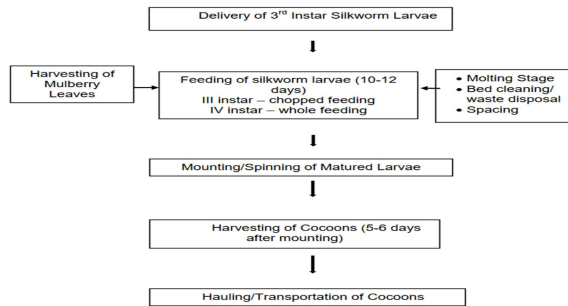 Delivery of 3rd Instar Silkworm Larvae
Harvesting of
Mulberry
Leaves
Feeding of silkworm larvae (10-12
days)
III instar – chopped feeding
IV instar – whole feeding
• Molting Stage
• Bed cleaning/
waste disposal
• Spacing
Mounting/Spinning of Matured Larvae
Harvesting of Cocoons (5-6 days
after mounting)
Hauling/Transportation of Cocoons